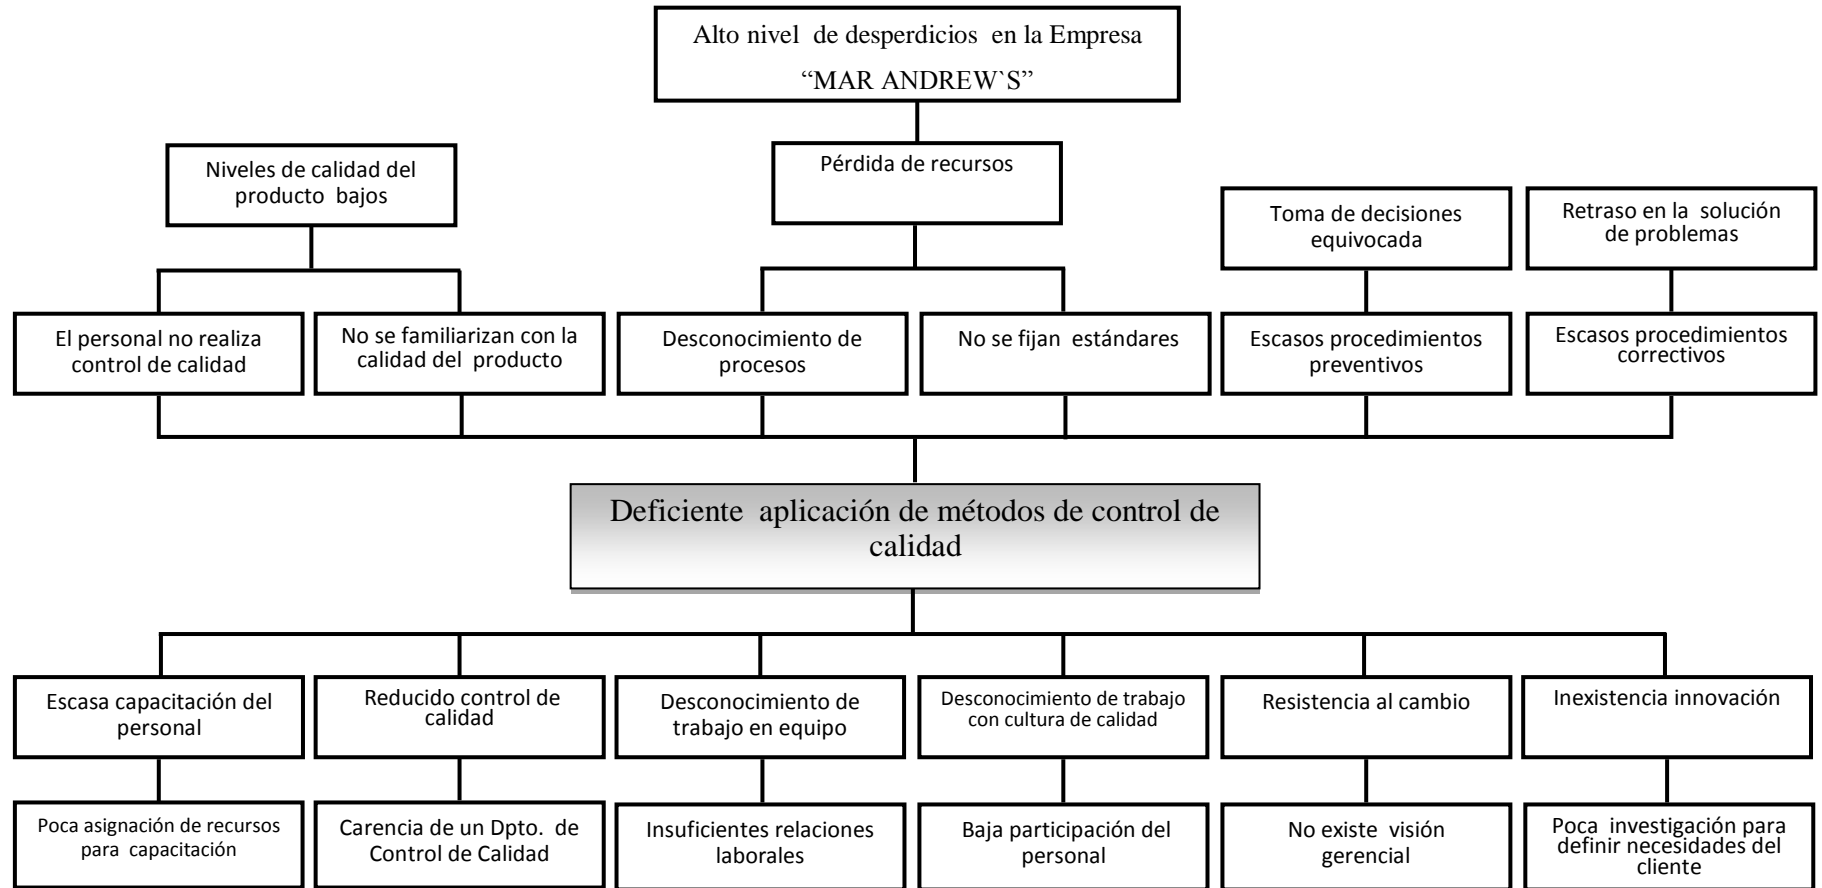 Alto nivel de desperdicios en la Empresa
“MAR ANDREW`S”
Niveles de calidad del
producto bajos
Pérdida de recursos
Toma de decisiones
equivocada
Retraso en la solución
de problemas
El personal no realiza
control de calidad
No se familiarizan con la
calidad del producto
Desconocimiento de
procesos
No se fijan estándares
Escasos procedimientos
preventivos
Escasos procedimientos
correctivos
Deficiente aplicación de métodos de control de
calidad
Escasa capacitación del
personal
Reducido control de
calidad
Desconocimiento de
trabajo en equipo
Desconocimiento de trabajo
con cultura de calidad
Resistencia al cambio
Inexistencia innovación
Poca asignación de recursos
para capacitación
Carencia de un Dpto. de
Control de Calidad
Insuficientes relaciones
laborales
Baja participación del
personal
No existe visión
gerencial
Poca investigación para
definir necesidades del
cliente